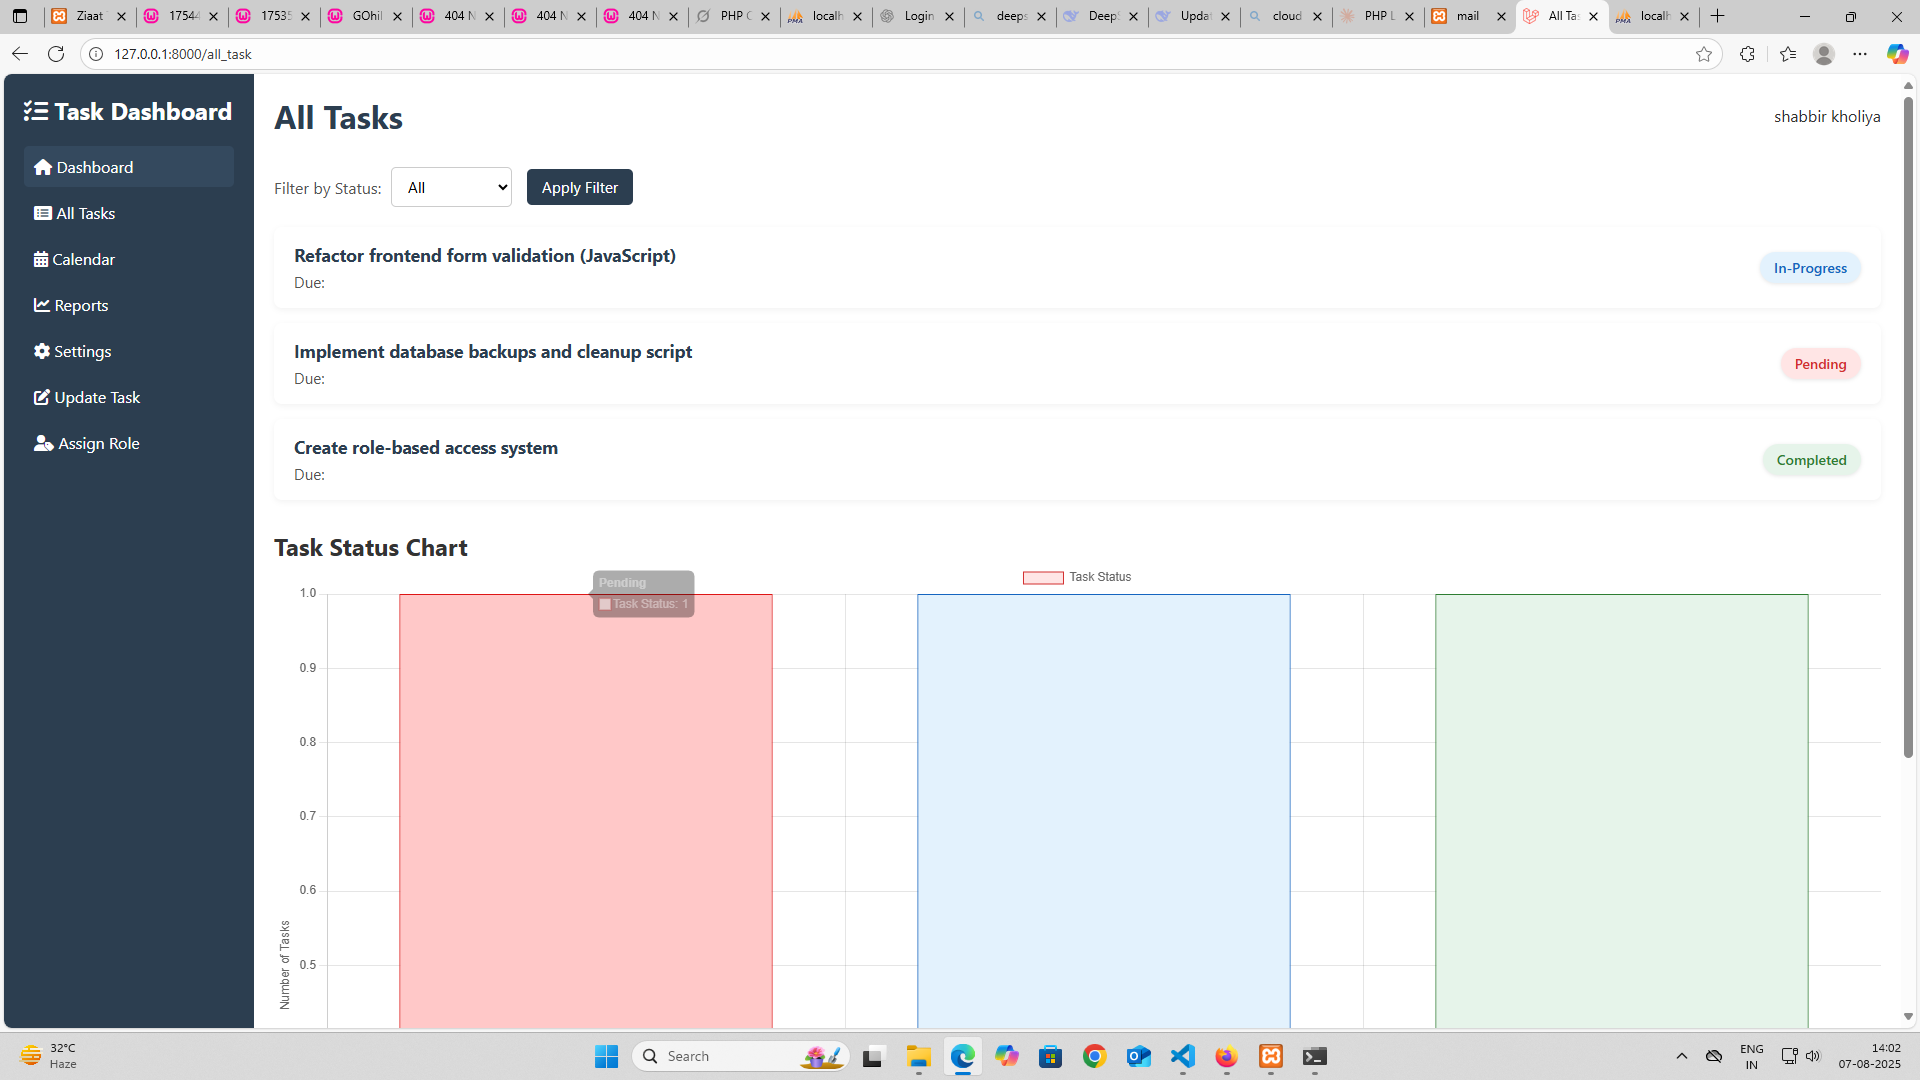 Ziaat
1754
1753
GOhil
404 N
404 N
404 N
PHP C
localh
Login
deeps
Deep
Updat
cloud
PHP L
mail
All Tas
localh
127.0.0.1:8000/all_task
Task Dashboard
Dashboard
All Tasks
Calendar
Reports
Settings
Update Task
Assign Role
All Tasks
shabbir kholiya
Filter by Status:
All
Apply Filter
Refactor frontend form validation (JavaScript)
Due:
In-Progress
Implement database backups and cleanup script
Due:
Pending
Create role-based access system
Due:
Completed
Task Status Chart
Task Status
Pending
Task Status: 1
1.0
0.9
0.8
0.7
0.6
0.5
Number of Tasks
32°C
Haze
Search
ENG
IN
14:02
07-08-2025